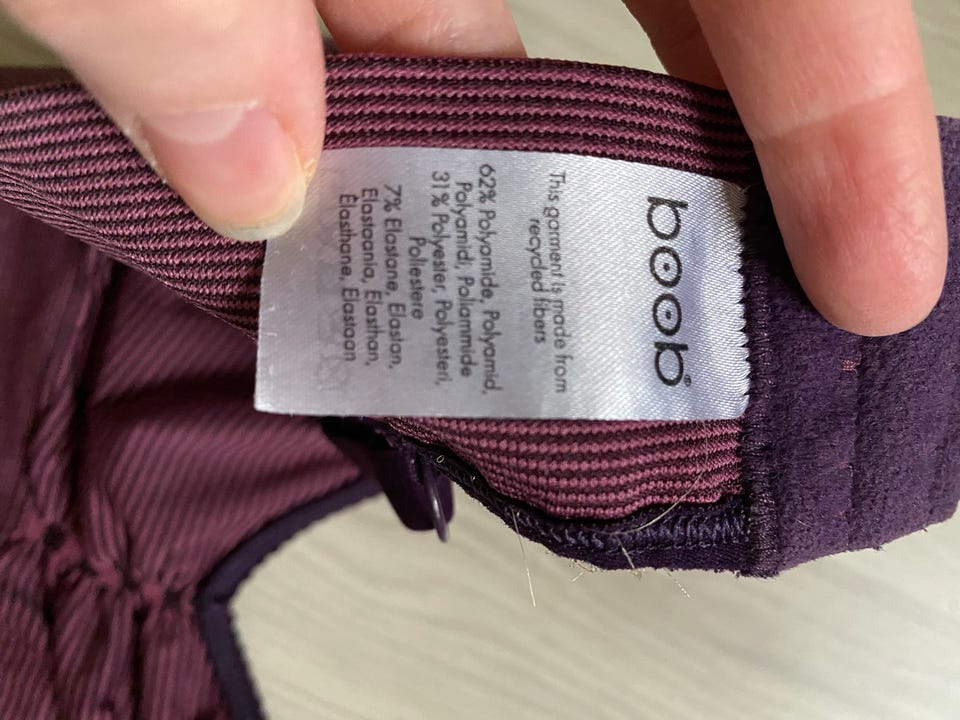 boob®
This garment is made from
recycled fibers
62% Polyamide, Polyamid,
Polyamid, Poliammide
31% Polyester, Polyesteri,
Poliestere
7% Elastane, Elastan,
Elastaania, Elasthan,
Élasthane, Elastaan